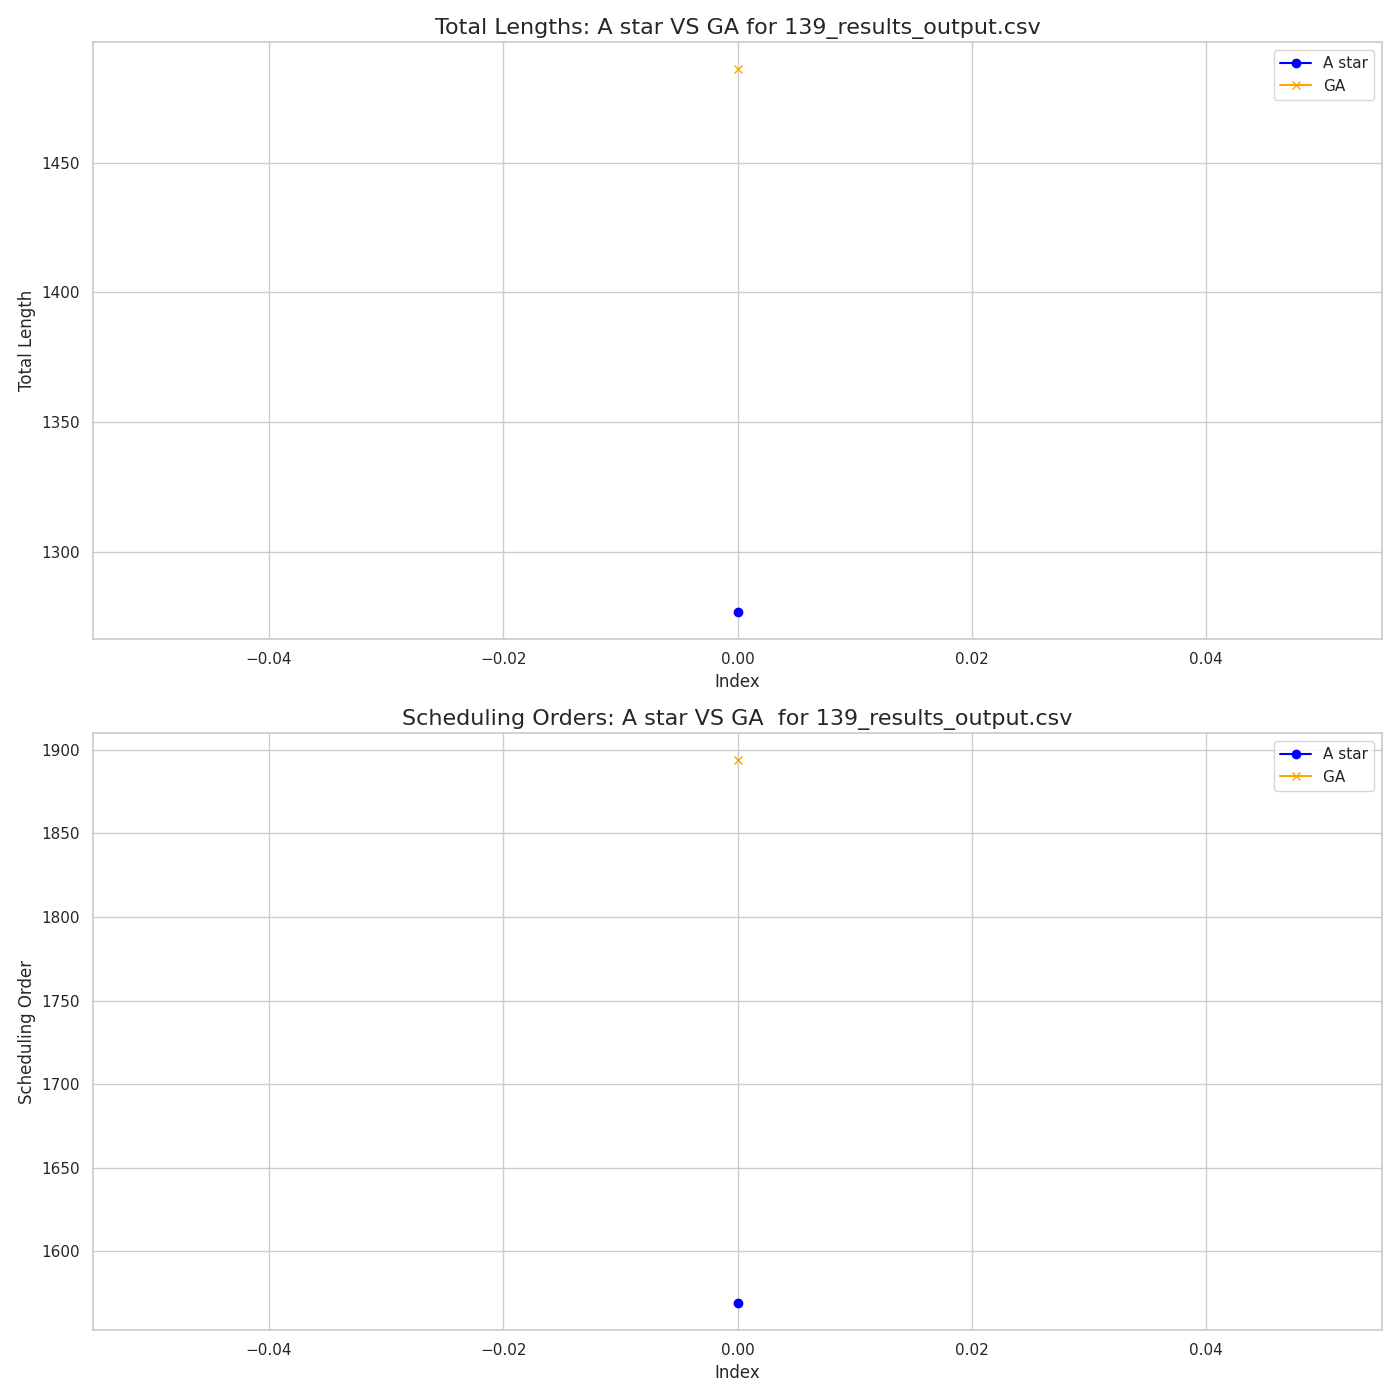 Total Lengths: A star VS GA for 139_results_output.csv
A star
GA
1450
1400
1350
1300
Total Length
−0.04
−0.02
0.00
0.02
0.04
Index
Scheduling Orders: A star VS GA  for 139_results_output.csv
A star
GA
1900
1850
1800
1750
1700
1650
1600
Scheduling Order
−0.04
−0.02
0.00
0.02
0.04
Index